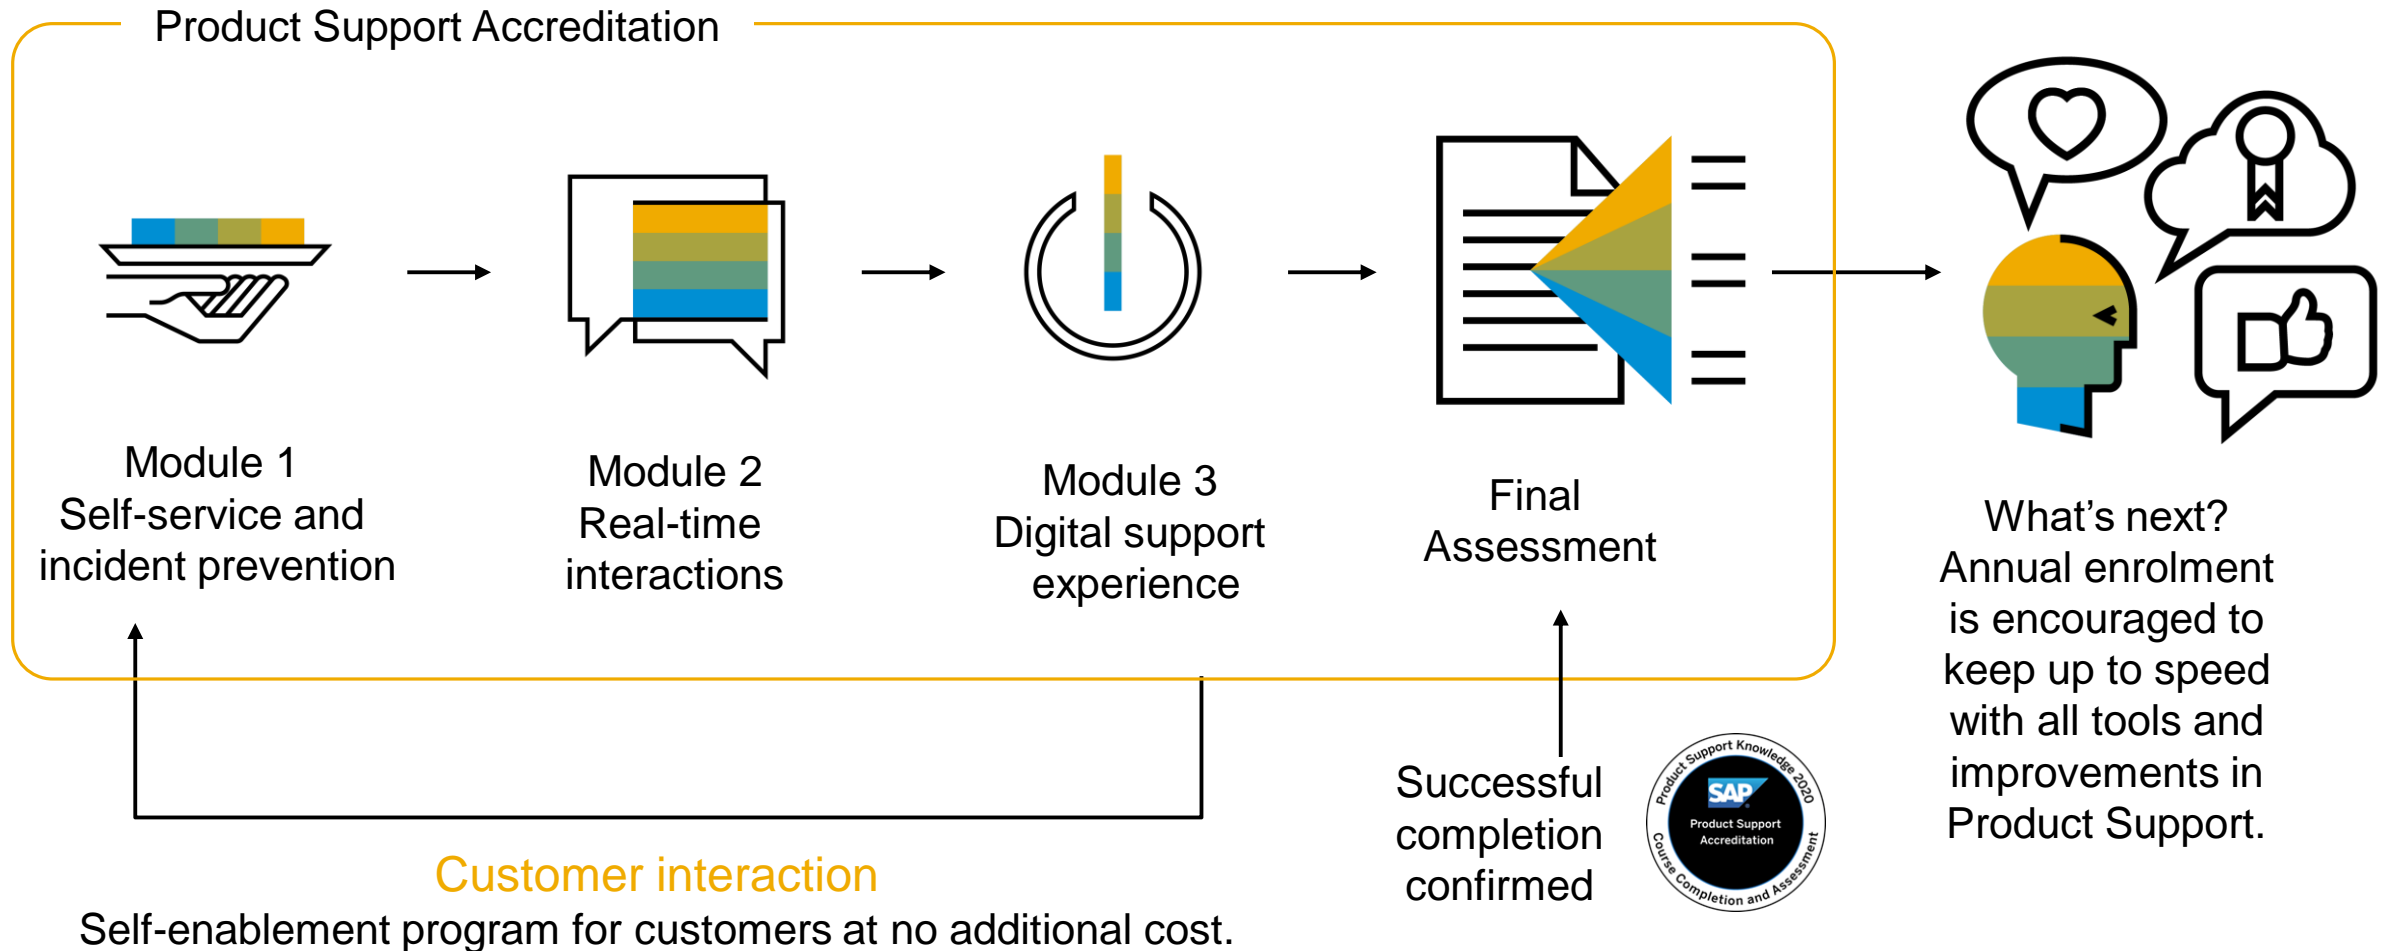 Product Support Accreditation
Module 1
Self-service and
incident prevention
Module 2
Real-time
interactions
Module 3
Digital support
experience
Final
Assessment
What’s next?
Annual enrolment
is encouraged to
keep up to speed
with all tools and
improvements in
Product Support.
Customer interaction
Self-enablement program for customers at no additional cost.
Successful
completion
confirmed
Product Support Knowledge 2020
SAP
Product Support
Accreditation
Course Completion and Assessment